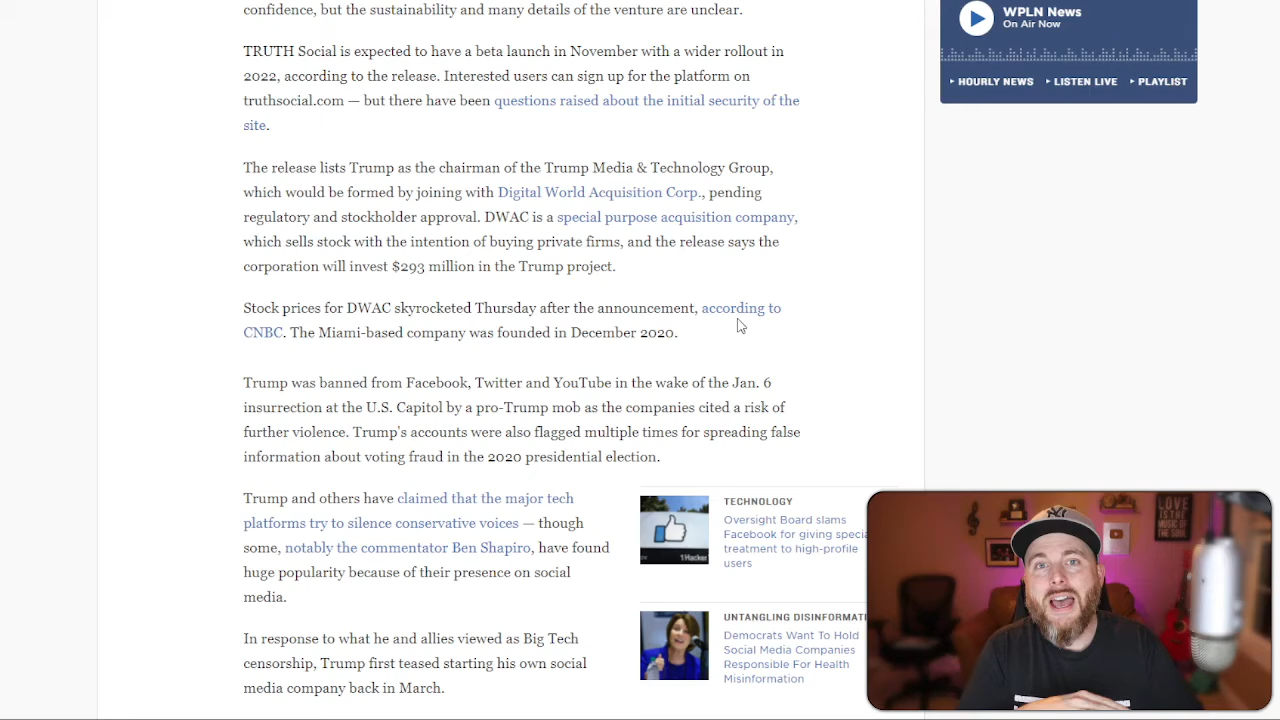 confidence, but the sustainability and many details of the venture are unclear.
TRUTH Social is expected to have a beta launch in November with a wider rollout in
2022, according to the release. Interested users can sign up for the platform on
truthsocial.com — but there have been questions raised about the initial security of the
site.
The release lists Trump as the chairman of the Trump Media & Technology Group,
which would be formed by joining with Digital World Acquisition Corp., pending
regulatory and stockholder approval. DWAC is a special purpose acquisition company,
which sells stock with the intention of buying private firms, and the release says the
corporation will invest $293 million in the Trump project.
Stock prices for DWAC skyrocketed Thursday after the announcement, according to
CNBC. The Miami-based company was founded in December 2020.
Trump was banned from Facebook, Twitter and YouTube in the wake of the Jan. 6
insurrection at the U.S. Capitol by a pro-Trump mob as the companies cited a risk of
further violence. Trump's accounts were also flagged multiple times for spreading false
information about voting fraud in the 2020 presidential election.
Trump and others have claimed that the major tech
platforms try to silence conservative voices — though
some, notably the commentator Ben Shapiro, have found
huge popularity because of their presence on social
media.
In response to what he and allies viewed as Big Tech
censorship, Trump first teased starting his own social
media company back in March.
TECHNOLOGY
Oversight Board slams
Facebook for giving specia
treatment to high-profile
users
UNTANGLING DISINFORMAT
Democrats Want To Hold
Social Media Companies
Responsible For Health
Misinformation
WPLN News
On Air Now
HOURLY NEWS
LISTEN LIVE
PLAYLIST
1Hacker
NY
LOVE
IS THE
MUSIC OF
THE SOUL